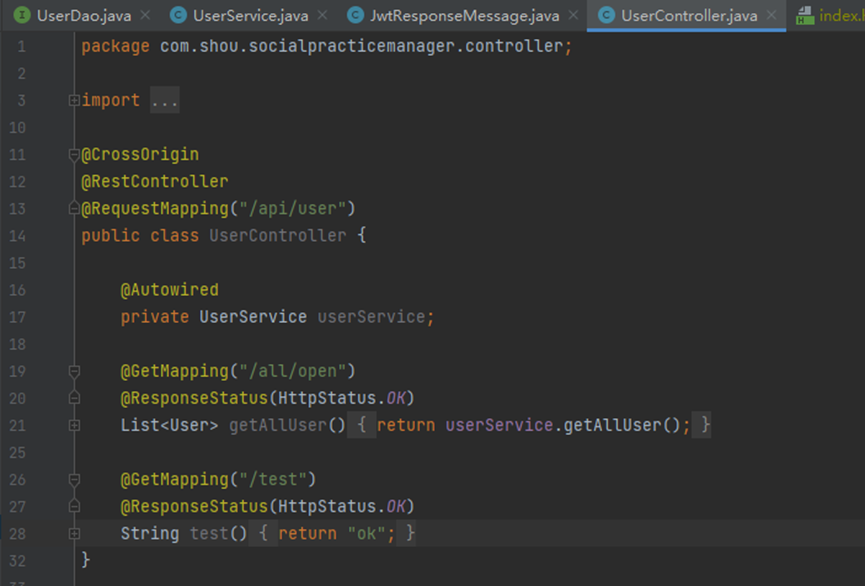 UserDao.java UserService.java JwtResponseMessage.java UserController.java index.h
1 package com.shou.socialpracticemanager.controller;
2
3 import ...
10
11 @CrossOrigin
12 @RestController
13 @RequestMapping("/api/user")
14 public class UserController {
15
16 @Autowired
17 private UserService userService;
18
19 @GetMapping("/all/open")
20 @ResponseStatus(HttpStatus.OK)
21 List<User> getAllUser() { return userService.getAllUser(); }
25
26 @GetMapping("/test")
27 @ResponseStatus(HttpStatus.OK)
28 String test() { return "ok"; }
32 }